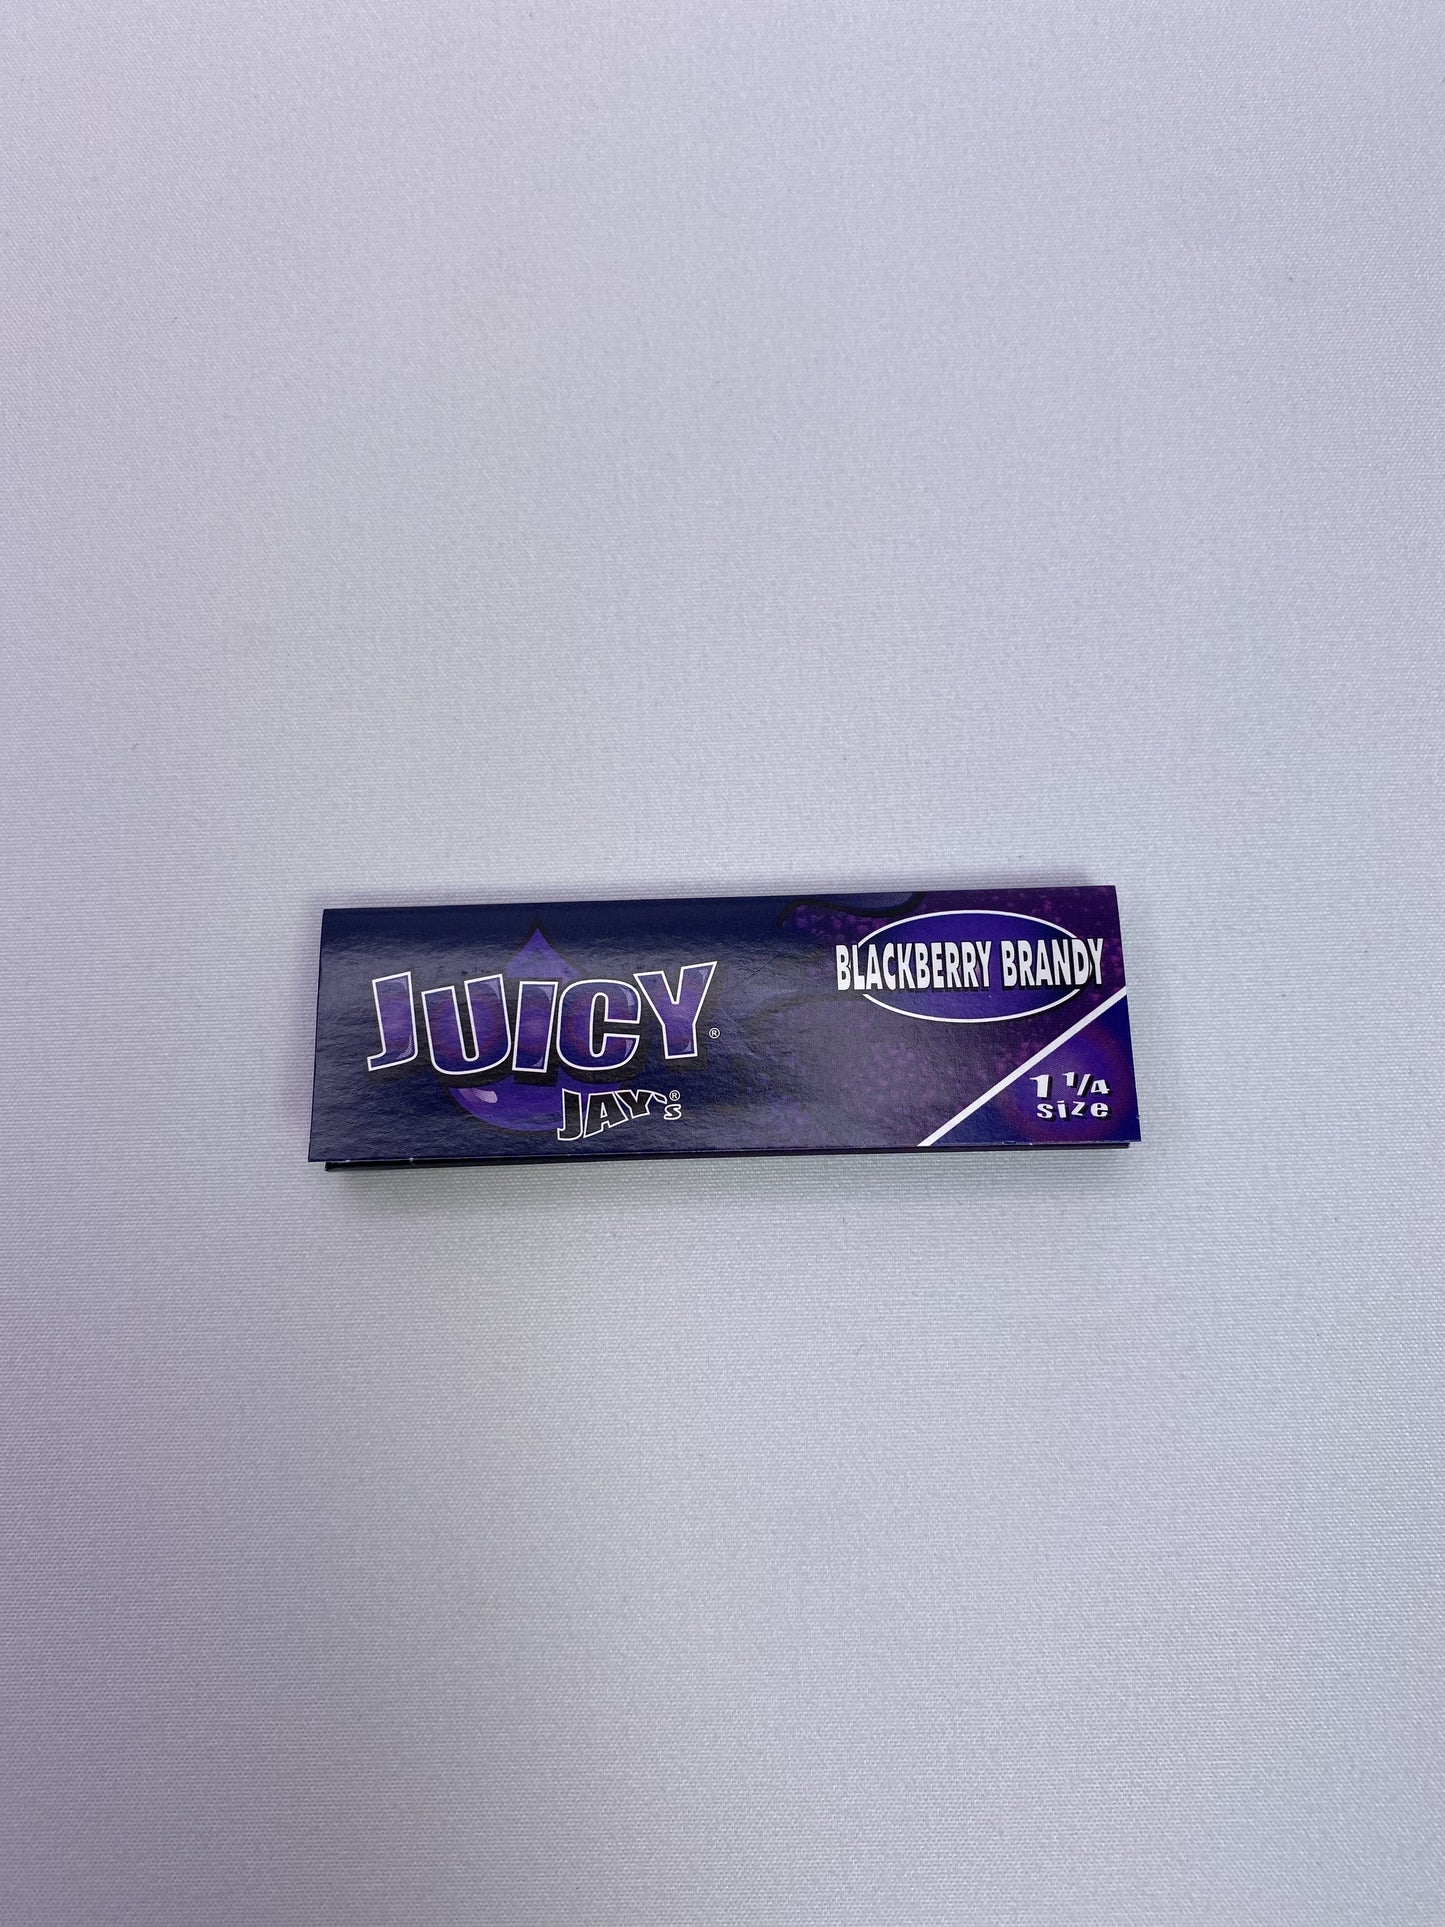 JUICY®
JAY'S®
BLACKBERRY BRANDY
1 1/4
size